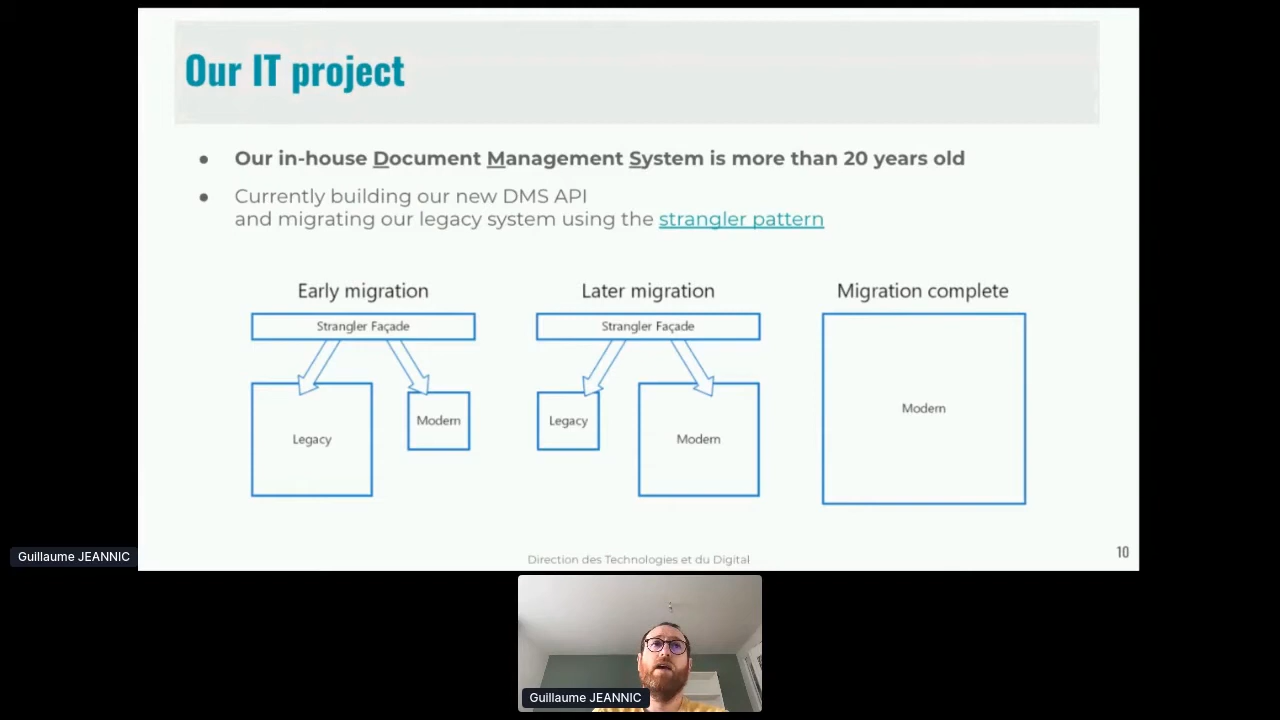 Our IT project
● Our in-house Document Management System is more than 20 years old
● Currently building our new DMS API
and migrating our legacy system using the strangler pattern
Early migration
Later migration
Migration complete
Strangler Façade
Strangler Façade
Legacy
Modern
Legacy
Modern
Modern
Direction des Technologies et du Digital
10
Guillaume JEANNIC
Guillaume JEANNIC